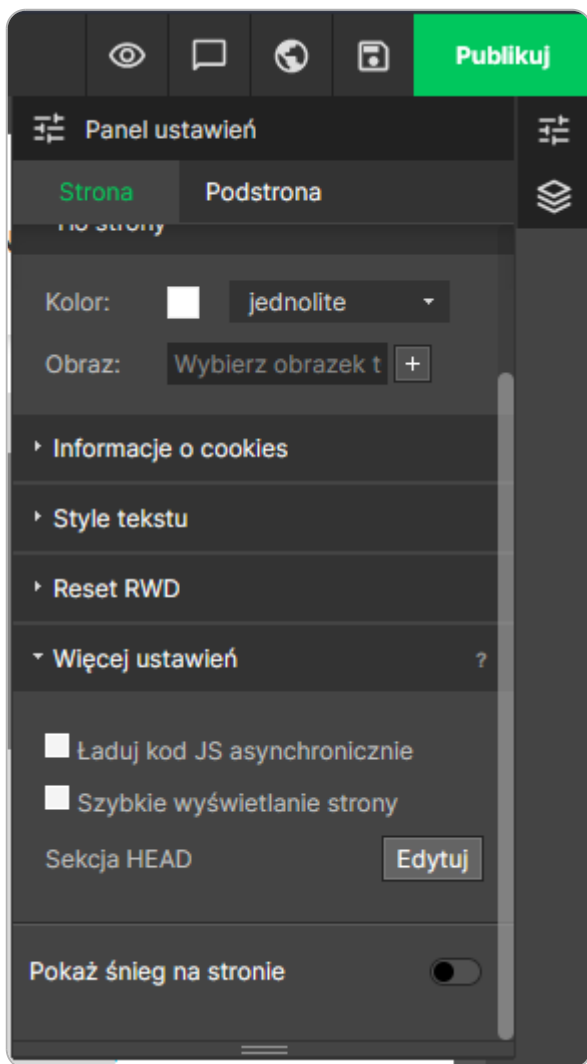 Publikuj
Panel ustawień
Strona Podstrona
strony
Kolor: jednolite
Obraz: Wybierz obrazek t +
Informacje o cookies
Style tekstu
Reset RWD
Więcej ustawień ?
Ładuj kod JS asynchronicznie
Szybkie wyświetlanie strony
Sekcja HEAD Edytuj
Pokaż śnieg na stronie